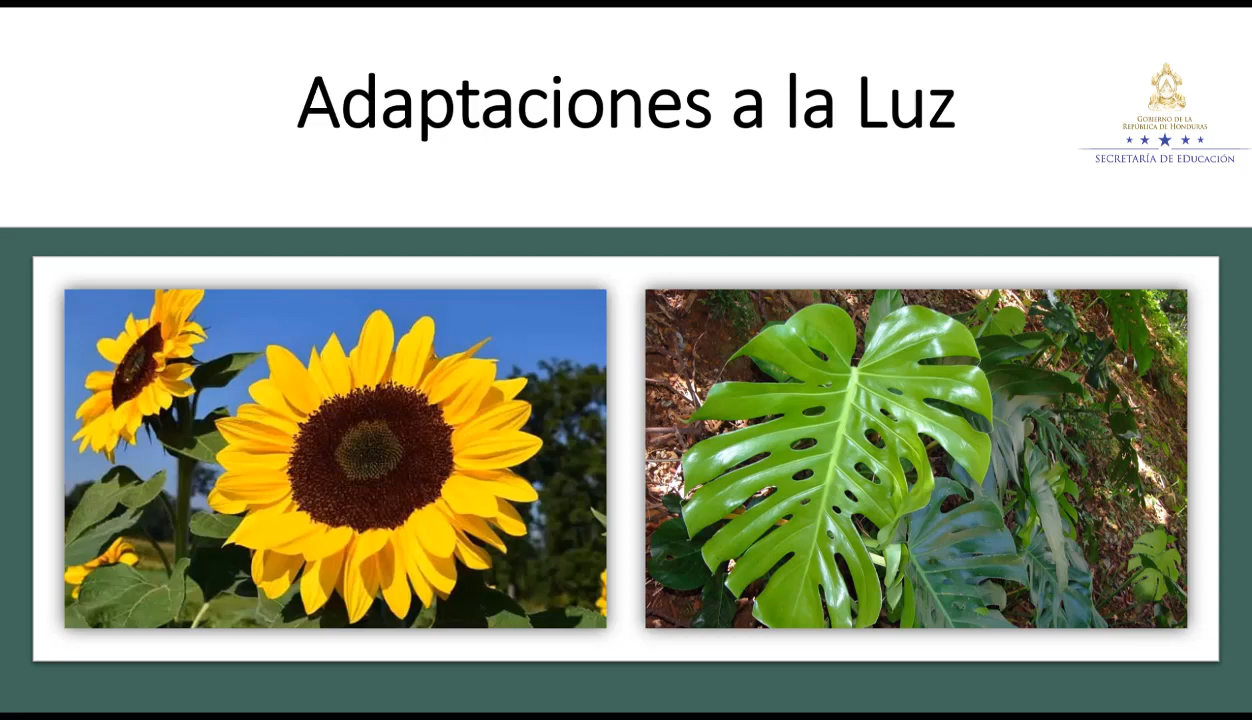 Adaptaciones a la Luz
GOBIERNO DE LA
REPÚBLICA DE HONDURAS
SECRETARÍA DE EDUCACIÓN